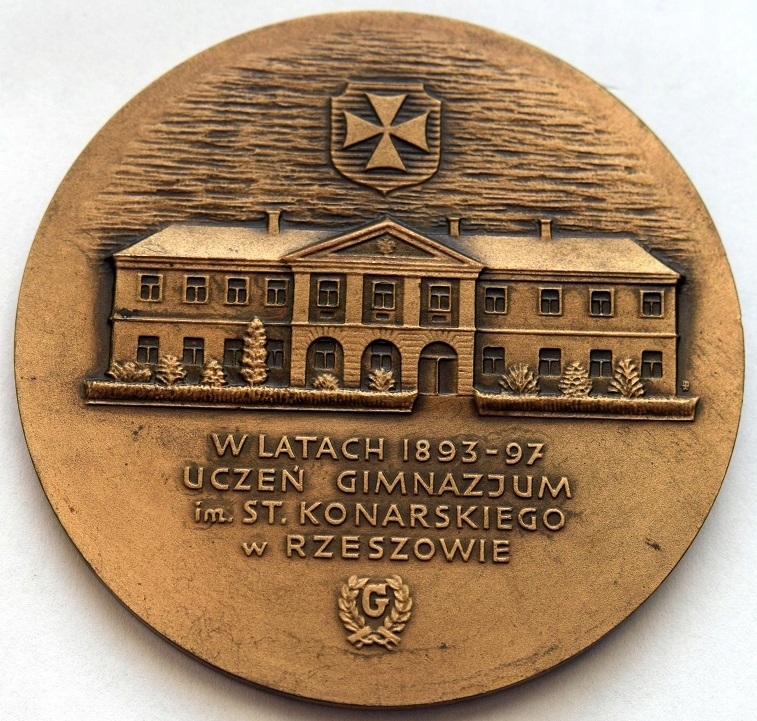 W LATACH 1893-97
UCZEŃ GIMNAZJUM
im. ST. KONARSKIEGO
w RZESZOWIE
G